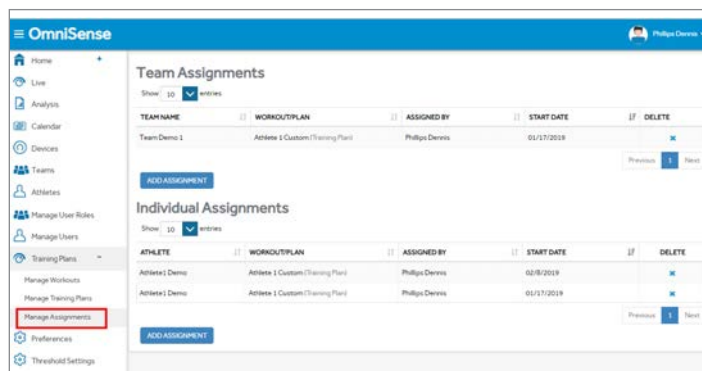 OmniSense
Phillips Dennis
Home +
Live
Analysis
Calendar
Devices
Teams
Athletes
Manage User Roles
Manage Users
Training Plans -
Manage Workouts
Manage Training Plans
Manage Assignments
Preferences
Threshold Settings
Team Assignments
Show 10 entries
TEAM NAME WORKOUT/PLAN ASSIGNED BY START DATE DELETE
Team Demo 1 Athlete 1 Custom (Training Plan) Phillips Dennis 01/17/2019
Previous 1 Next
ADD ASSIGNMENT
Individual Assignments
Show 10 entries
ATHLETE WORKOUT/PLAN ASSIGNED BY START DATE DELETE
Athlete1 Demo Athlete 1 Custom (Training Plan) Phillips Dennis 02/8/2019
Athlete1 Demo Athlete 1 Custom (Training Plan) Phillips Dennis 01/17/2019
Previous 1 Next
ADD ASSIGNMENT